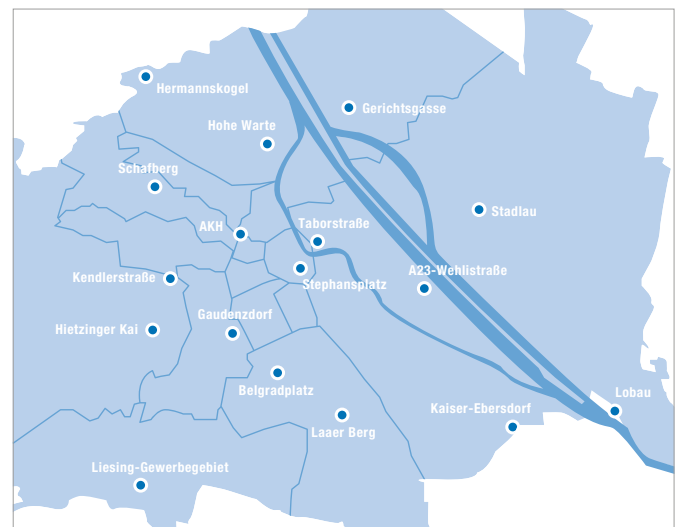 Hermannskogel
Gerichtsgasse
Hohe Warte
Schafberg
Stadlau
AKH
Taborstraße
A23-Wehlistraße
Kendlerstraße
Stephansplatz
Gaudenzdorf
Hietzinger Kai
Belgradplatz
Lobau
Kaiser-Ebersdorf
Laaer Berg
Liesing-Gewerbegebiet